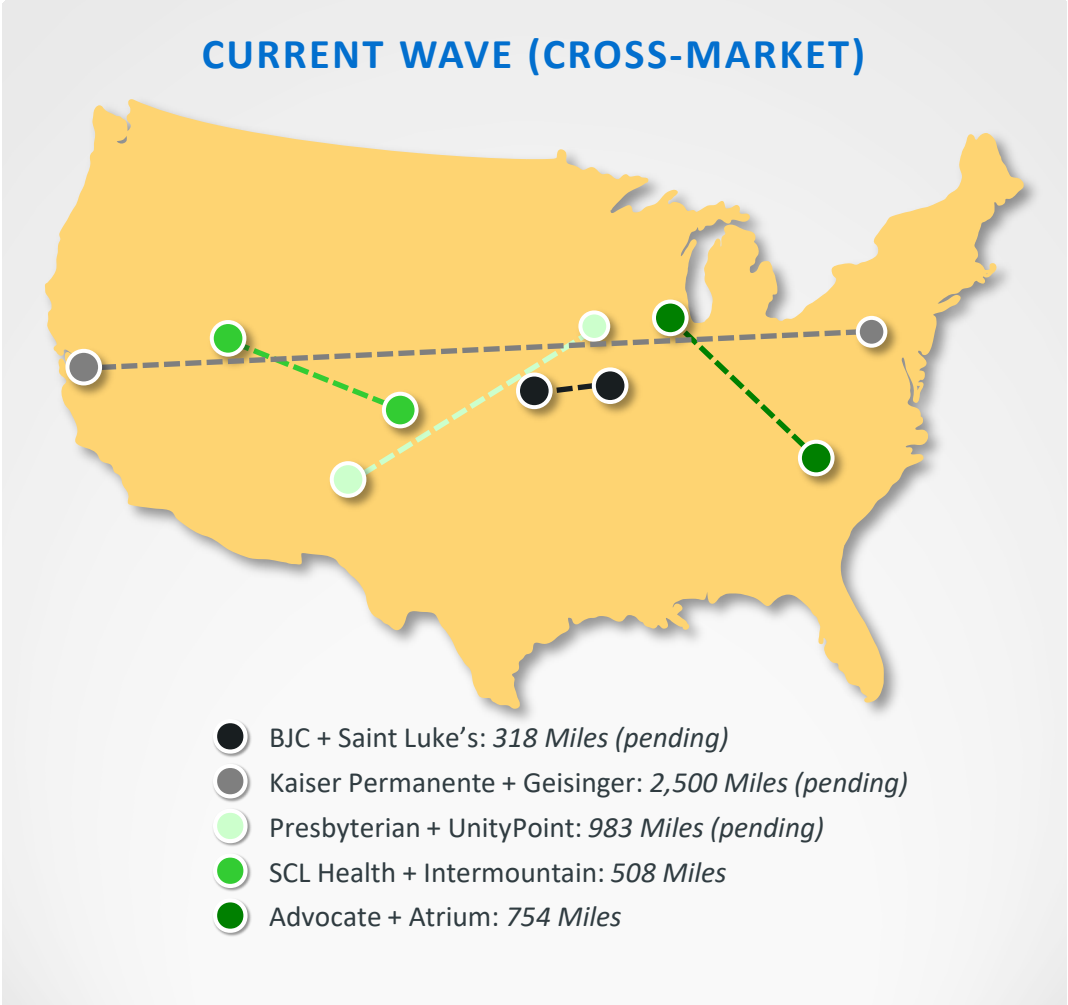 CURRENT WAVE (CROSS-MARKET)
BJC + Saint Luke’s: 318 Miles (pending)
Kaiser Permanente + Geisinger: 2,500 Miles (pending)
Presbyterian + UnityPoint: 983 Miles (pending)
SCL Health + Intermountain: 508 Miles
Advocate + Atrium: 754 Miles